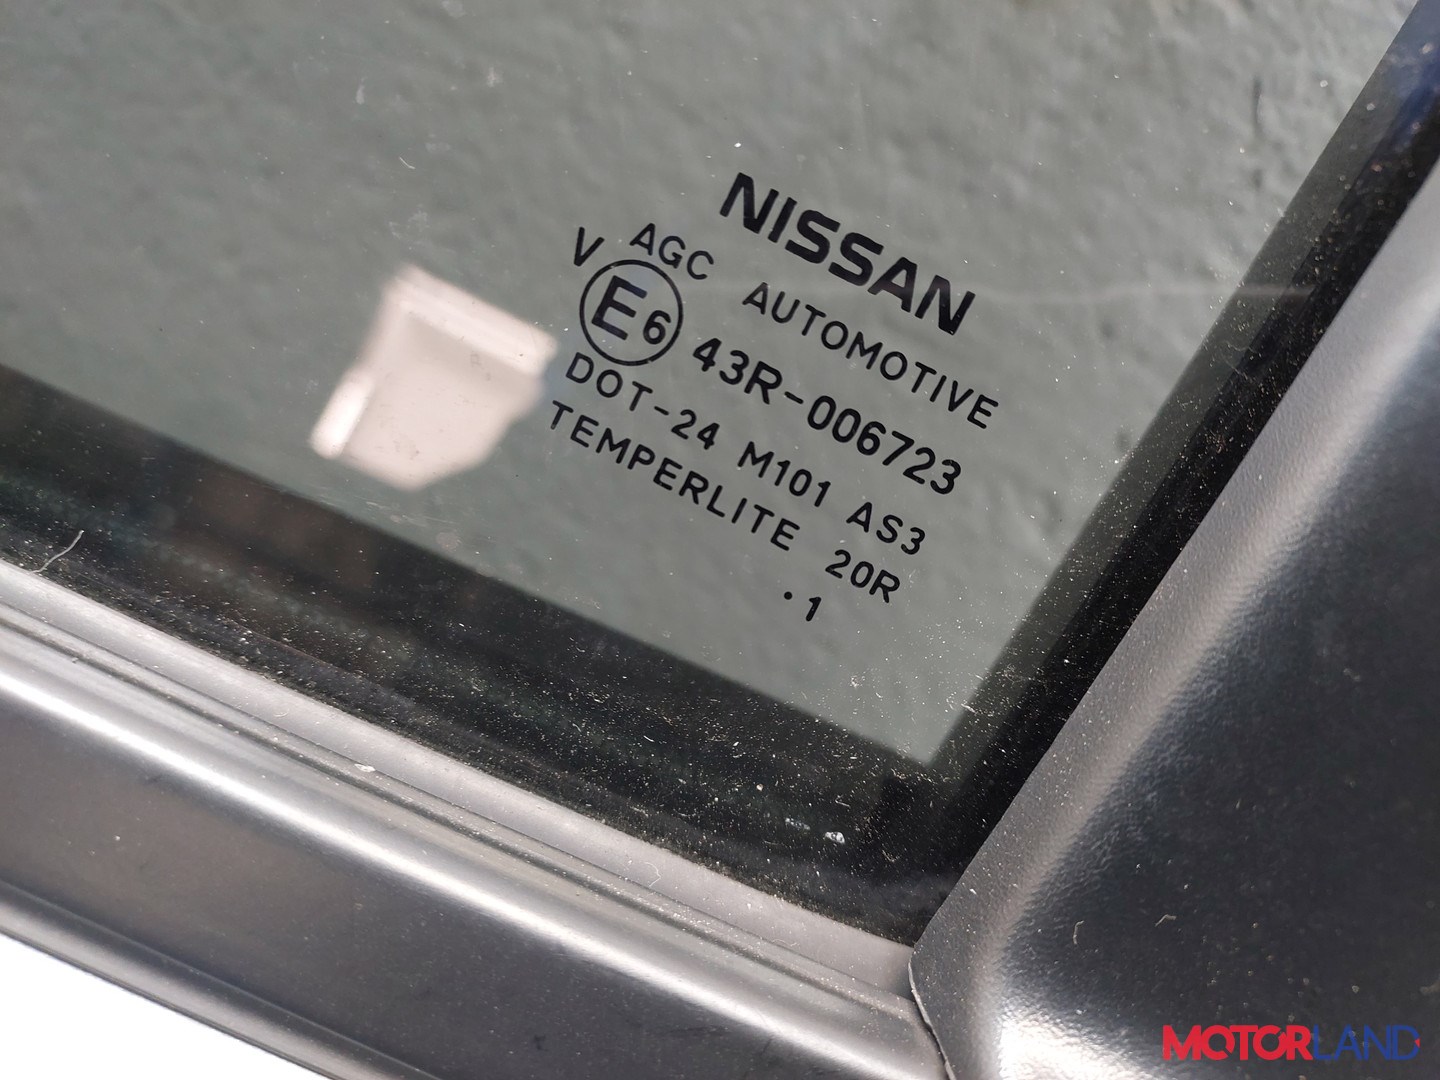 NISSAN
AGC AUTOMOTIVE
V E6 43R-006723
DOT-24 M101 AS3
TEMPERLITE 20R
·1
MOTORLAND